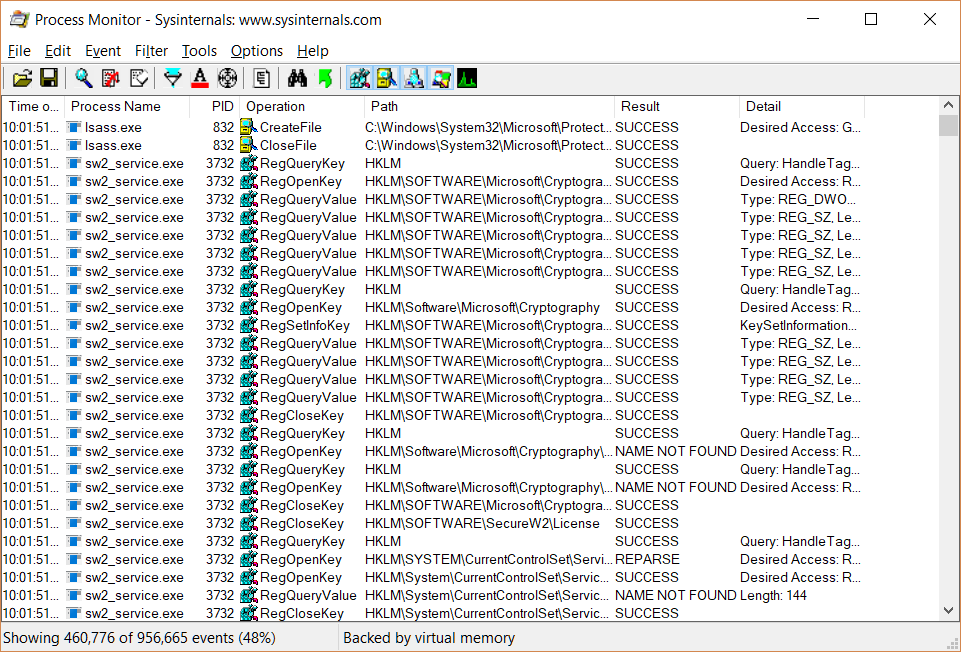 Process Monitor - Sysinternals: www.sysinternals.com
File Edit Event Filter Tools Options Help
Time o... Process Name PID Operation Path Result Detail
10:01:51... lsass.exe 832 CreateFile C:\Windows\System32\Microsoft\Protect... SUCCESS Desired Access: G...
10:01:51... lsass.exe 832 CloseFile C:\Windows\System32\Microsoft\Protect... SUCCESS
10:01:51... sw2_service.exe 3732 RegQueryKey HKLM SUCCESS Query: HandleTag...
10:01:51... sw2_service.exe 3732 RegOpenKey HKLM\SOFTWARE\Microsoft\Cryptogra... SUCCESS Desired Access: R...
10:01:51... sw2_service.exe 3732 RegQueryValue HKLM\SOFTWARE\Microsoft\Cryptogra... SUCCESS Type: REG_DWO...
10:01:51... sw2_service.exe 3732 RegQueryValue HKLM\SOFTWARE\Microsoft\Cryptogra... SUCCESS Type: REG_SZ, Le...
10:01:51... sw2_service.exe 3732 RegQueryValue HKLM\SOFTWARE\Microsoft\Cryptogra... SUCCESS Type: REG_SZ, Le...
10:01:51... sw2_service.exe 3732 RegQueryValue HKLM\SOFTWARE\Microsoft\Cryptogra... SUCCESS Type: REG_SZ, Le...
10:01:51... sw2_service.exe 3732 RegQueryValue HKLM\SOFTWARE\Microsoft\Cryptogra... SUCCESS Type: REG_SZ, Le...
10:01:51... sw2_service.exe 3732 RegQueryKey HKLM SUCCESS Query: HandleTag...
10:01:51... sw2_service.exe 3732 RegOpenKey HKLM\Software\Microsoft\Cryptography SUCCESS Desired Access: R...
10:01:51... sw2_service.exe 3732 RegSetInfoKey HKLM\SOFTWARE\Microsoft\Cryptogra... SUCCESS KeySetInformation...
10:01:51... sw2_service.exe 3732 RegQueryValue HKLM\SOFTWARE\Microsoft\Cryptogra... SUCCESS Type: REG_SZ, Le...
10:01:51... sw2_service.exe 3732 RegQueryValue HKLM\SOFTWARE\Microsoft\Cryptogra... SUCCESS Type: REG_SZ, Le...
10:01:51... sw2_service.exe 3732 RegQueryValue HKLM\SOFTWARE\Microsoft\Cryptogra... SUCCESS Type: REG_SZ, Le...
10:01:51... sw2_service.exe 3732 RegQueryValue HKLM\SOFTWARE\Microsoft\Cryptogra... SUCCESS Type: REG_SZ, Le...
10:01:51... sw2_service.exe 3732 RegCloseKey HKLM\SOFTWARE\Microsoft\Cryptogra... SUCCESS
10:01:51... sw2_service.exe 3732 RegQueryKey HKLM SUCCESS Query: HandleTag...
10:01:51... sw2_service.exe 3732 RegOpenKey HKLM\Software\Microsoft\Cryptography\... NAME NOT FOUND Desired Access: R...
10:01:51... sw2_service.exe 3732 RegQueryKey HKLM SUCCESS Query: HandleTag...
10:01:51... sw2_service.exe 3732 RegOpenKey HKLM\Software\Microsoft\Cryptography\... NAME NOT FOUND Desired Access: R...
10:01:51... sw2_service.exe 3732 RegCloseKey HKLM\SOFTWARE\Microsoft\Cryptogra... SUCCESS
10:01:51... sw2_service.exe 3732 RegCloseKey HKLM\SOFTWARE\SecureW2\License SUCCESS
10:01:51... sw2_service.exe 3732 RegQueryKey HKLM SUCCESS Query: HandleTag...
10:01:51... sw2_service.exe 3732 RegOpenKey HKLM\SYSTEM\CurrentControlSet\Servi... REPARSE Desired Access: R...
10:01:51... sw2_service.exe 3732 RegOpenKey HKLM\System\CurrentControlSet\Servic... SUCCESS Desired Access: R...
10:01:51... sw2_service.exe 3732 RegQueryValue HKLM\System\CurrentControlSet\Servic... NAME NOT FOUND Length: 144
10:01:51... sw2_service.exe 3732 RegCloseKey HKLM\System\CurrentControlSet\Servic... SUCCESS
Showing 460,776 of 956,665 events (48%) Backed by virtual memory